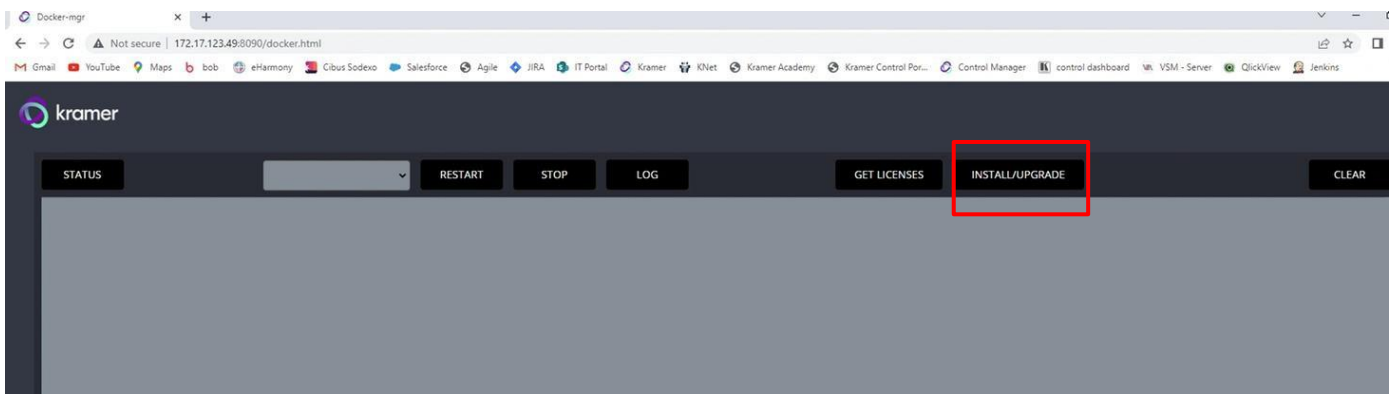 Docker-mgr
Not secure | 172.17.123.49:8090/docker.html
Gmail YouTube Maps bob eHarmony Cibus Sodexo Salesforce Agile JIRA IT Portal Kramer KNet Kramer Academy Kramer Control Por... Control Manager control dashboard VSM - Server QlickView Jenkins
kramer
STATUS RESTART STOP LOG GET LICENSES INSTALL/UPGRADE CLEAR